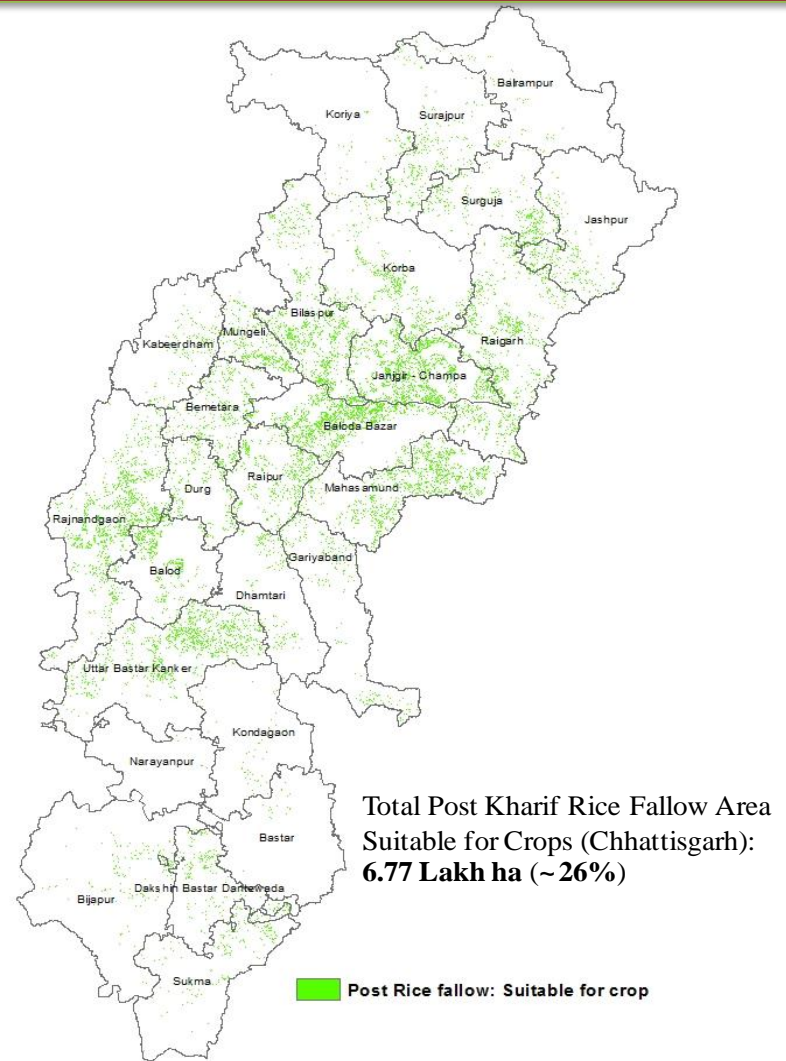 Balrampur
Koriya
Surajpur
Surguja
Jashpur
Korba
Bilaspur
Mungeli
Raigarh
Kabeerdham
Janjgir - Champa
Bemetara
Baloda Bazar
Raipur
Durg
Mahasamund
Rajnandgaon
Gariyaband
Balod
Dhamtari
Uttar Bastar Kanker
Kondagaon
Narayanpur
Total Post Kharif Rice Fallow Area
Suitable for Crops (Chhattisgarh):
6.77 Lakh ha (~26%)
Bastar
Dakshin Bastar Dantewada
Bijapur
Sukma
Post Rice fallow: Suitable for crop